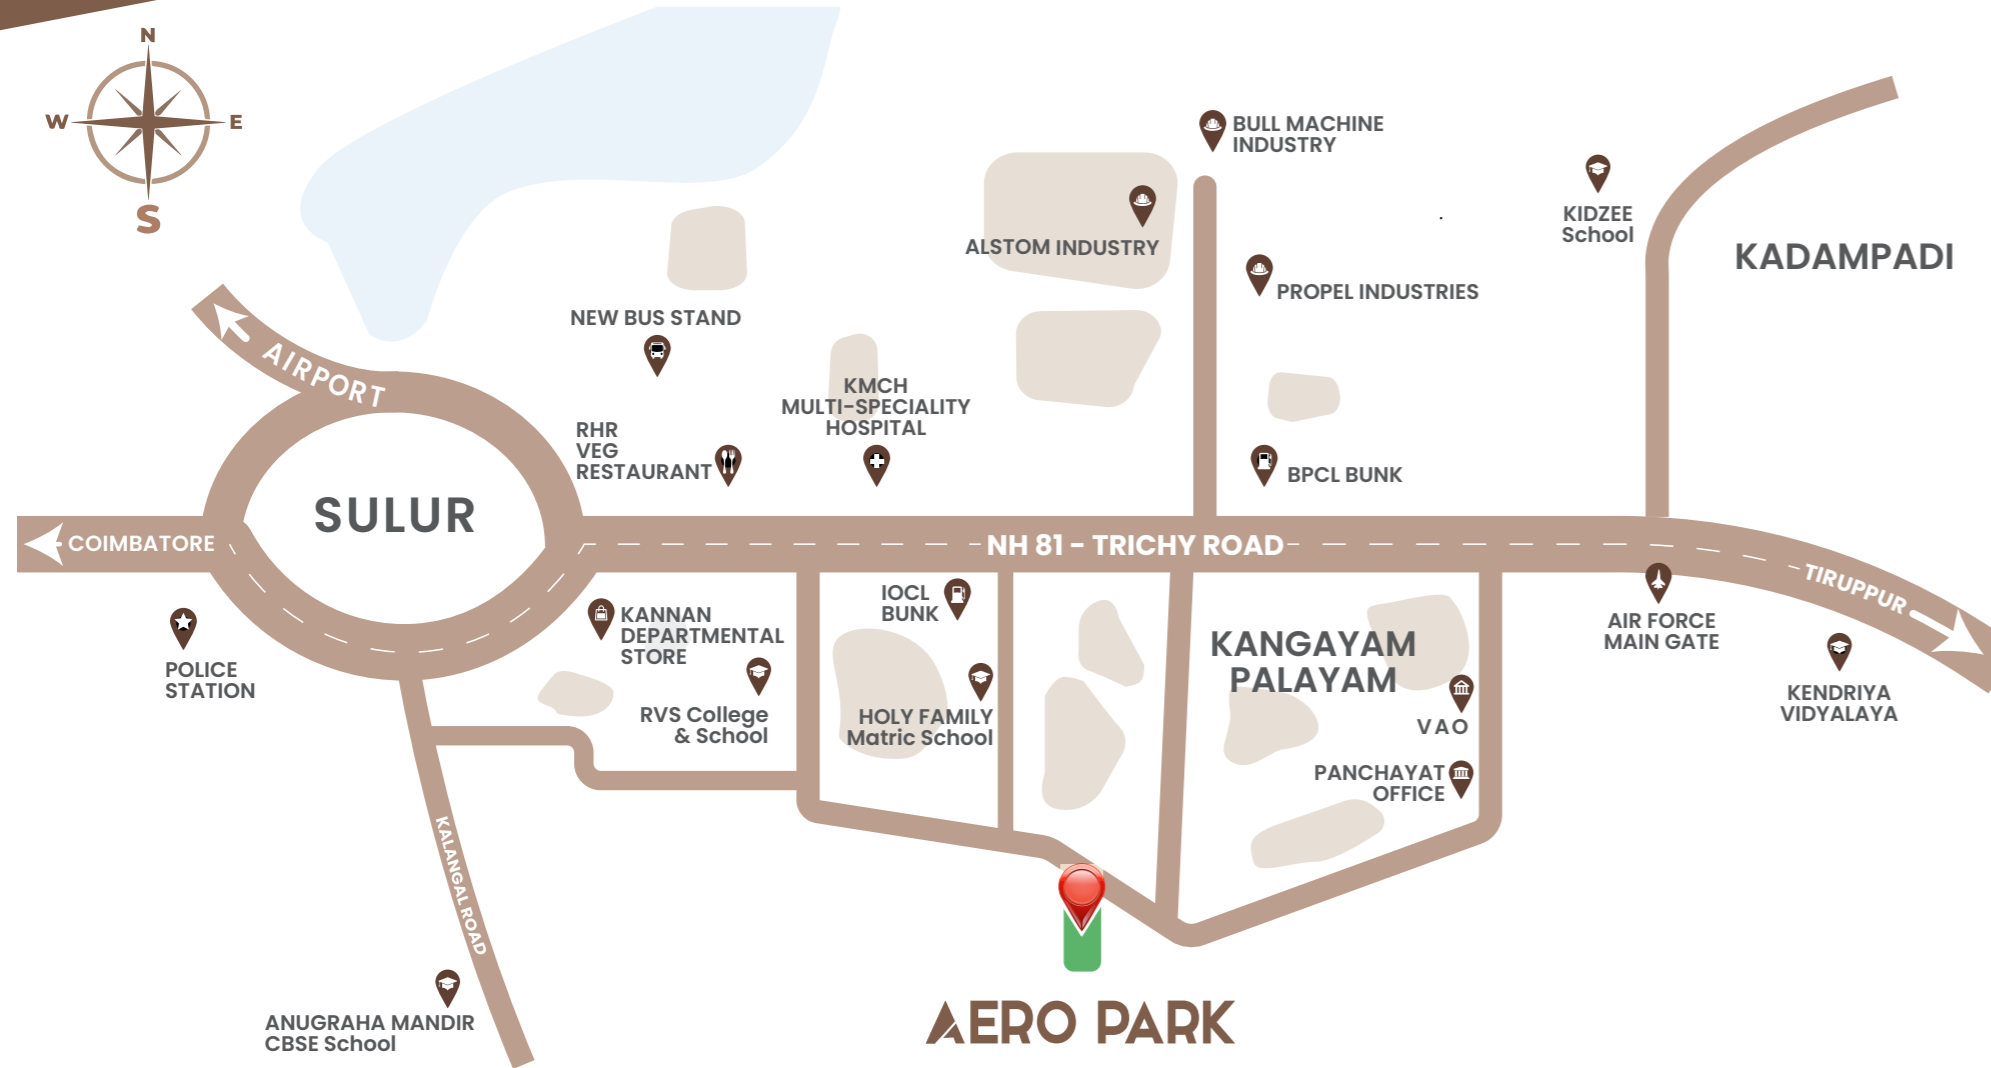 N
W
E
S
BULL MACHINE
INDUSTRY
ALSTOM INDUSTRY
KIDZEE
School
KADAMPADI
PROPEL INDUSTRIES
NEW BUS STAND
AIRPORT
KMCH
MULTI-SPECIALITY
HOSPITAL
RHR
VEG
RESTAURANT
BPCL BUNK
SULUR
COIMBATORE
NH 81 - TRICHY ROAD
TIRUPPUR
IOCL
BUNK
KANNAN
DEPARTMENTAL
STORE
KANGAYAM
PALAYAM
AIR FORCE
MAIN GATE
POLICE
STATION
KENDRIYA
VIDYALAYA
RVS College
& School
HOLY FAMILY
Matric School
VAO
PANCHAYAT
OFFICE
KALANGAL ROAD
ANUGRAHA MANDIR
CBSE School
AERO PARK